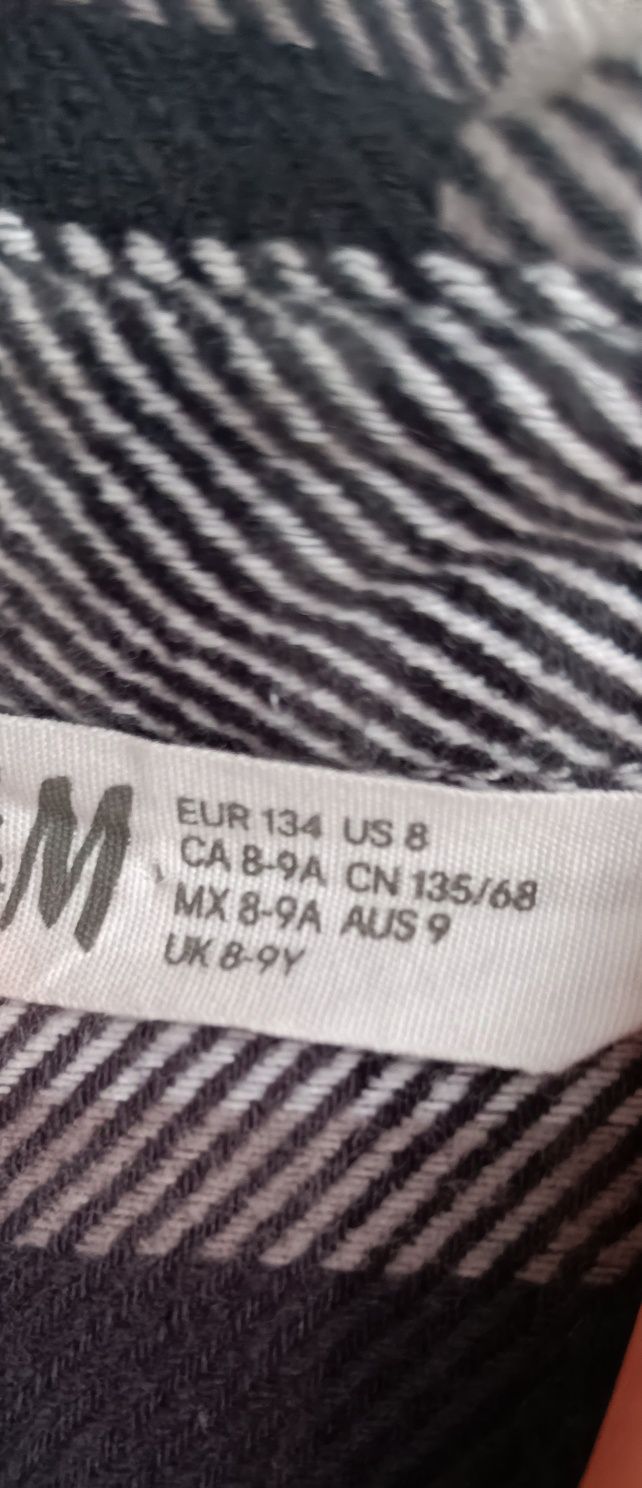 M
EUR 134 US 8
CA 8-9A CN 135/68
MX 8-9A AUS 9
UK 8-9Y